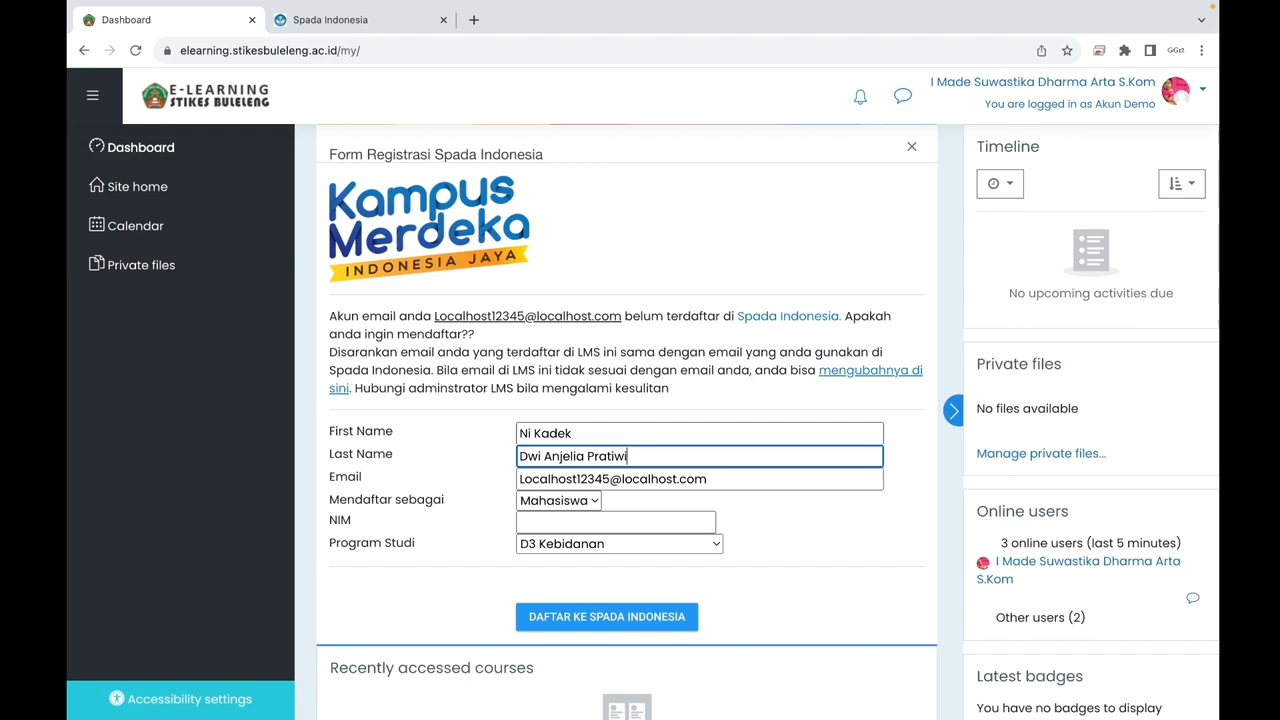 Dashboard
Spada Indonesia
elearning.stikesbuleleng.ac.id/my/
E-LEARNING
STIKES BULELENG
I Made Suwastika Dharma Arta S.Kom
You are logged in as Akun Demo
Dashboard
Site home
Calendar
Private files
Accessibility settings
Form Registrasi Spada Indonesia
Kampus
Merdeka
INDONESIA JAYA
Akun email anda Localhost12345@localhost.com belum terdaftar di Spada Indonesia. Apakah
anda ingin mendaftar??
Disarankan email anda yang terdaftar di LMS ini sama dengan email yang anda gunakan di
Spada Indonesia. Bila email di LMS ini tidak sesuai dengan email anda, anda bisa mengubahnya di
sini. Hubungi adminstrator LMS bila mengalami kesulitan
First Name Ni Kadek
Last Name Dwi Anjelia Pratiwi
Email Localhost12345@localhost.com
Mendaftar sebagai Mahasiswa
NIM
Program Studi D3 Kebidanan
DAFTAR KE SPADA INDONESIA
Recently accessed courses
Timeline
No upcoming activities due
Private files
No files available
Manage private files...
Online users
3 online users (last 5 minutes)
I Made Suwastika Dharma Arta
S.Kom
Other users (2)
Latest badges
You have no badges to display